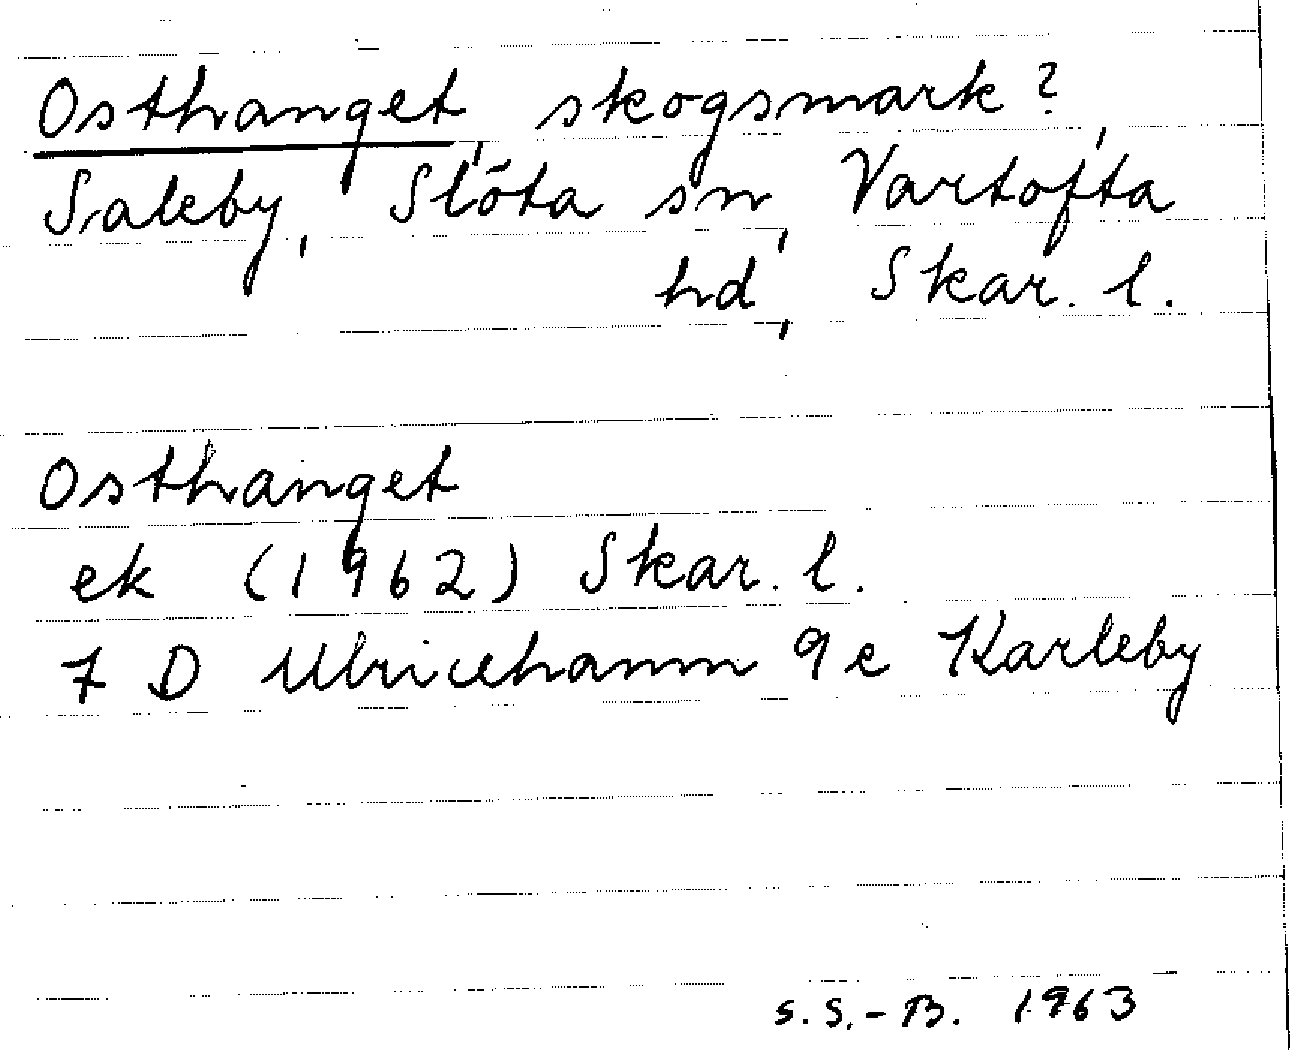 Osthanget, skogsmark?,
Saleby, Slöta sn, Vartofta
hd, Skar. l.
Osthanget
ek (1962) Skar. l.
7 D Ulricehamn 9 e Karleby
S.S.-B. 1963